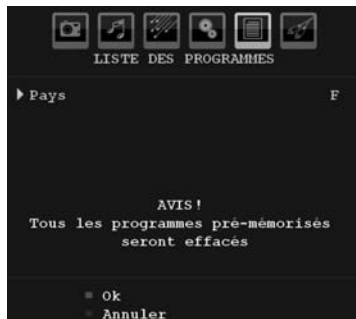 LISTE DES PROGRAMMES
Pays F
AVIS!
Tous les programmes pré-mémorisés
seront effacés
Ok
Annuler